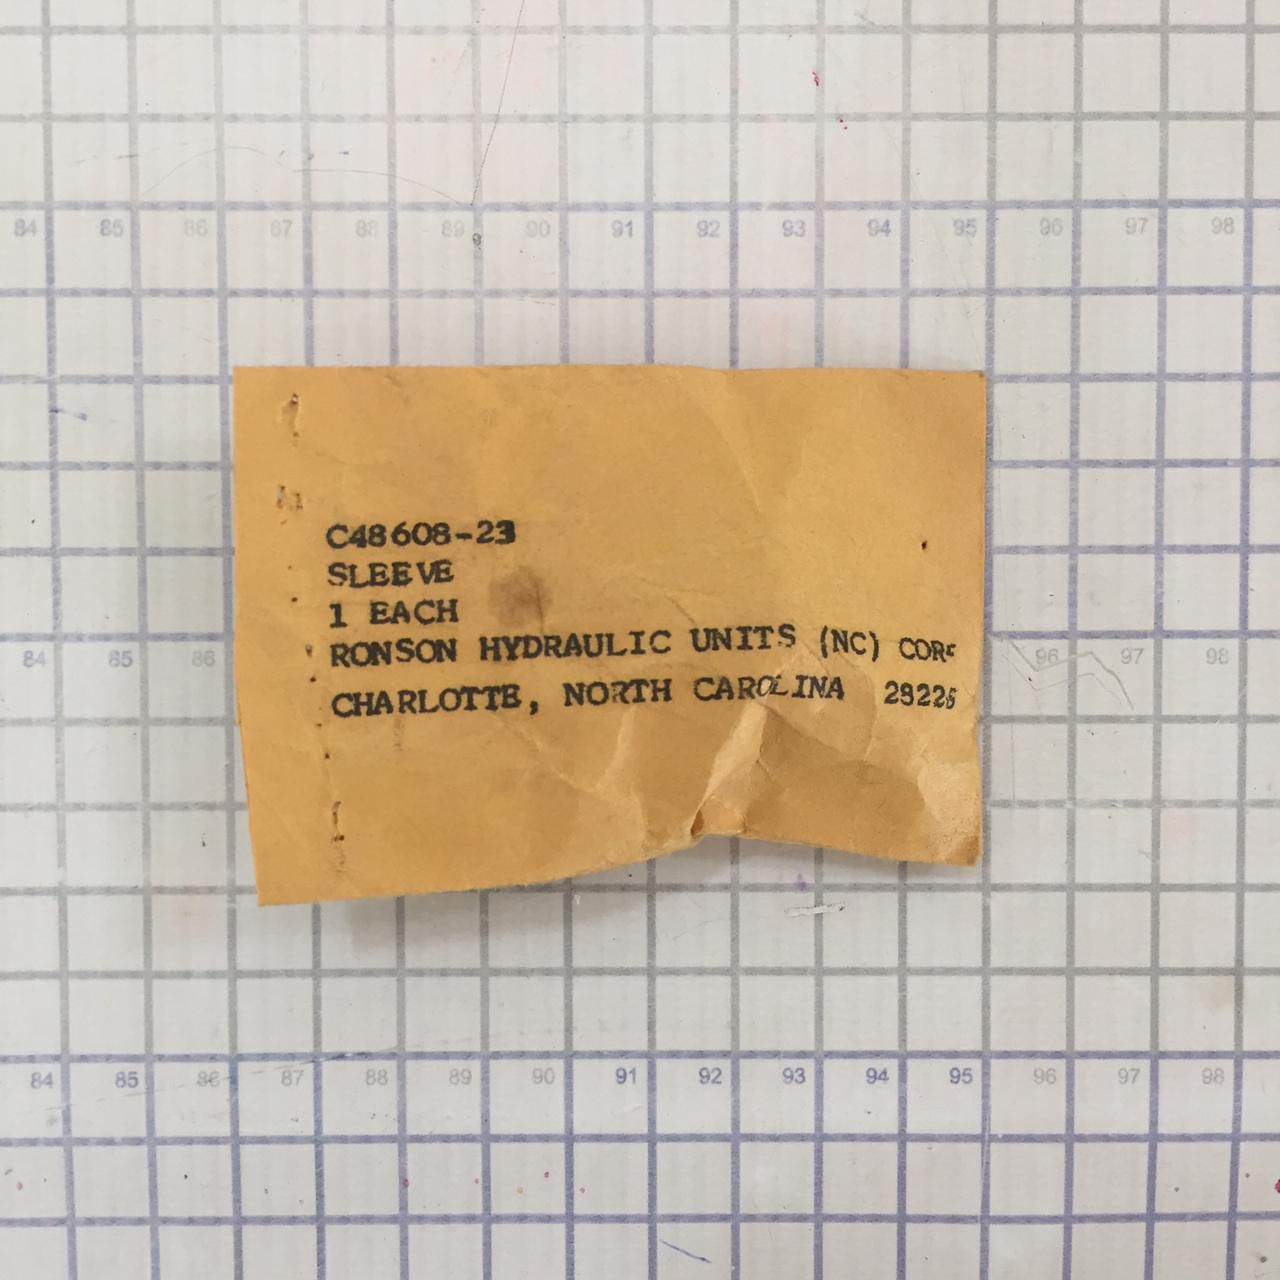 84 85 86 87 88 89 90 91 92 93 94 95 96 97 98
C48608-23
SLEEVE
1 EACH
RONSON HYDRAULIC UNITS (NC) CORP
CHARLOTTE, NORTH CAROLINA
84 85 86 96 97 98
84 85 86 87 88 89 90 91 92 93 94 95 96 97 98